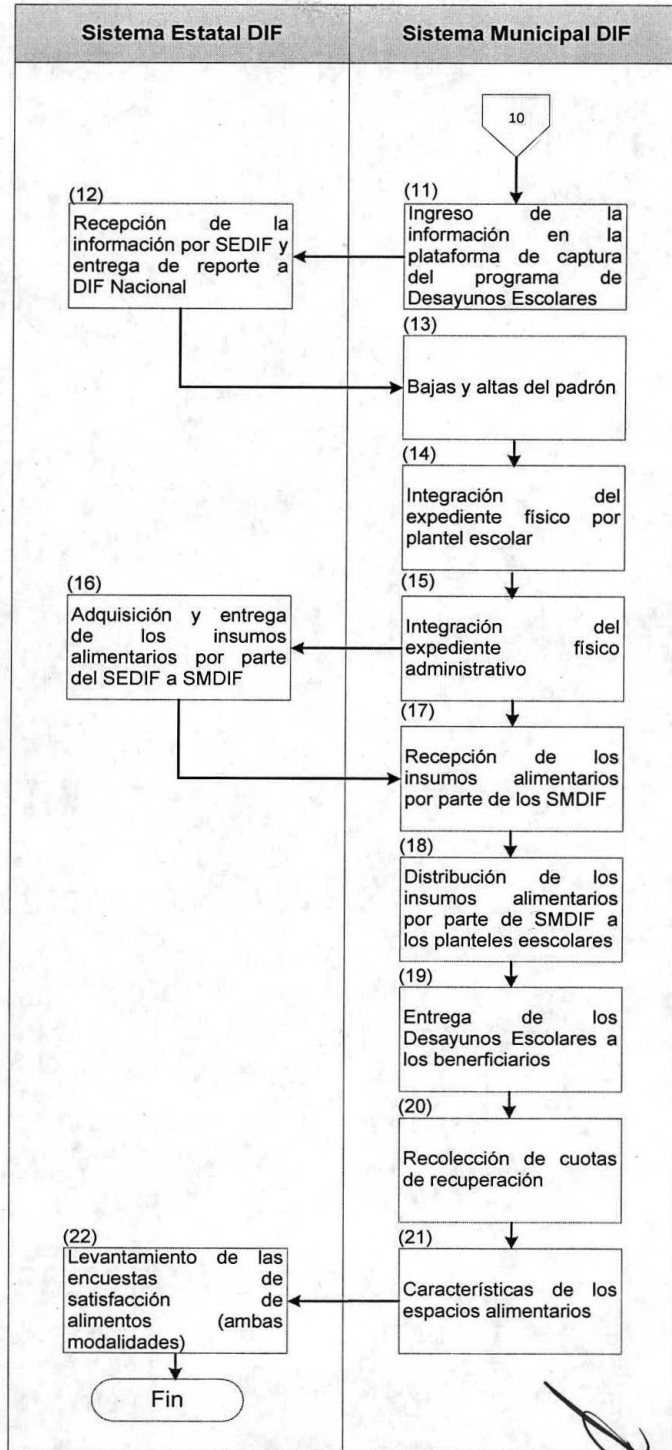 Sistema Estatal DIF
Sistema Municipal DIF
10
(11)
Ingreso de la
información en la
plataforma de captura
del programa de
Desayunos Escolares
(12)
Recepción de la
información por SEDIF y
entrega de reporte a
DIF Nacional
(13)
Bajas y altas del padrón
(14)
Integración del
expediente físico por
plantel escolar
(15)
Integración del
expediente físico
administrativo
(16)
Adquisición y entrega
de los insumos
alimentarios por parte
del SEDIF a SMDIF
(17)
Recepción de los
insumos alimentarios
por parte de los SMDIF
(18)
Distribución de los
insumos alimentarios
por parte de SMDIF a
los planteles eescolares
(19)
Entrega de los
Desayunos Escolares a
los benerficiarios
(20)
Recolección de cuotas
de recuperación
(21)
Características de los
espacios alimentarios
(22)
Levantamiento de las
encuestas de
satisfacción de
alimentos (ambas
modalidades)
Fin